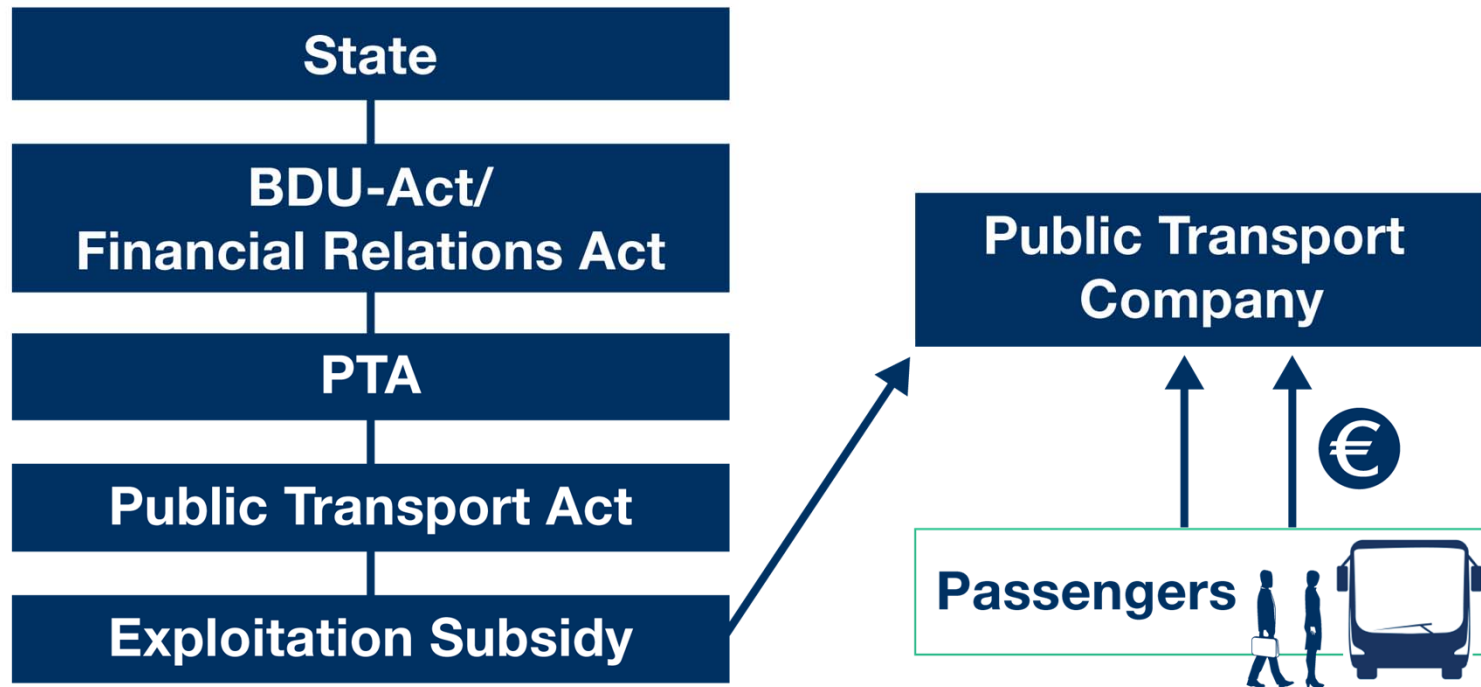 State
BDU-Act/
Financial Relations Act
PTA
Public Transport Act
Exploitation Subsidy
Public Transport
Company
€
Passengers